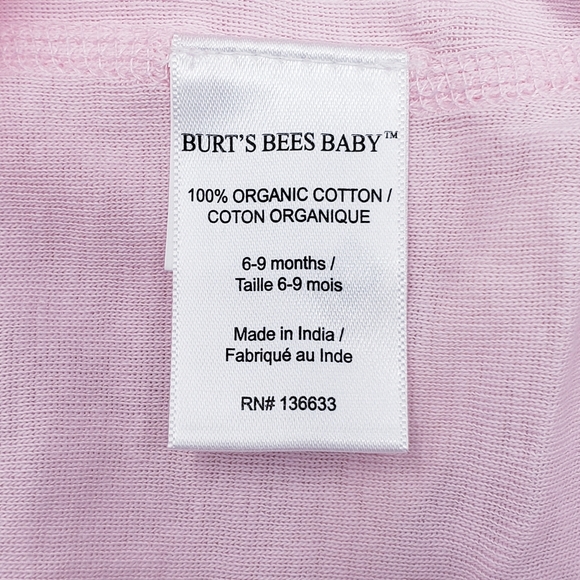 BURT'S BEES BABY™
100% ORGANIC COTTON /
COTON ORGANIQUE
6-9 months /
Taille 6-9 mois
Made in India /
Fabriqué au Inde
RN# 136633